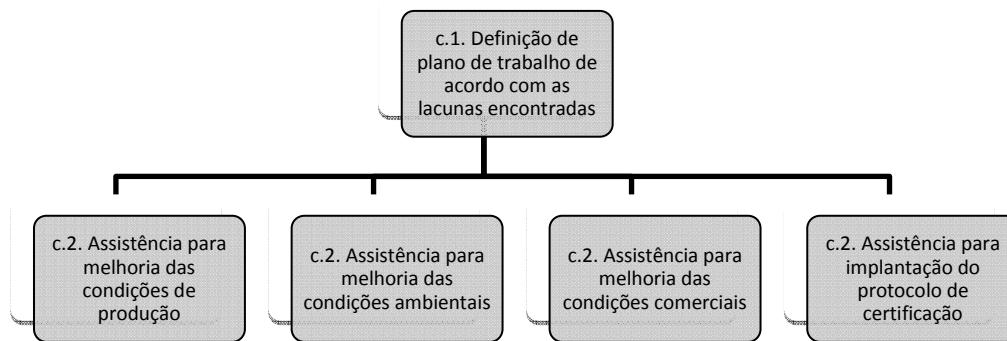 c.1. Definição de
plano de trabalho de
acordo com as
lacunas encontradas
c.2. Assistência para
melhoria das
condições de
produção
c.2. Assistência para
melhoria das
condições ambientais
c.2. Assistência para
melhoria das
condições comerciais
c.2. Assistência para
implantação do
protocolo de
certificação